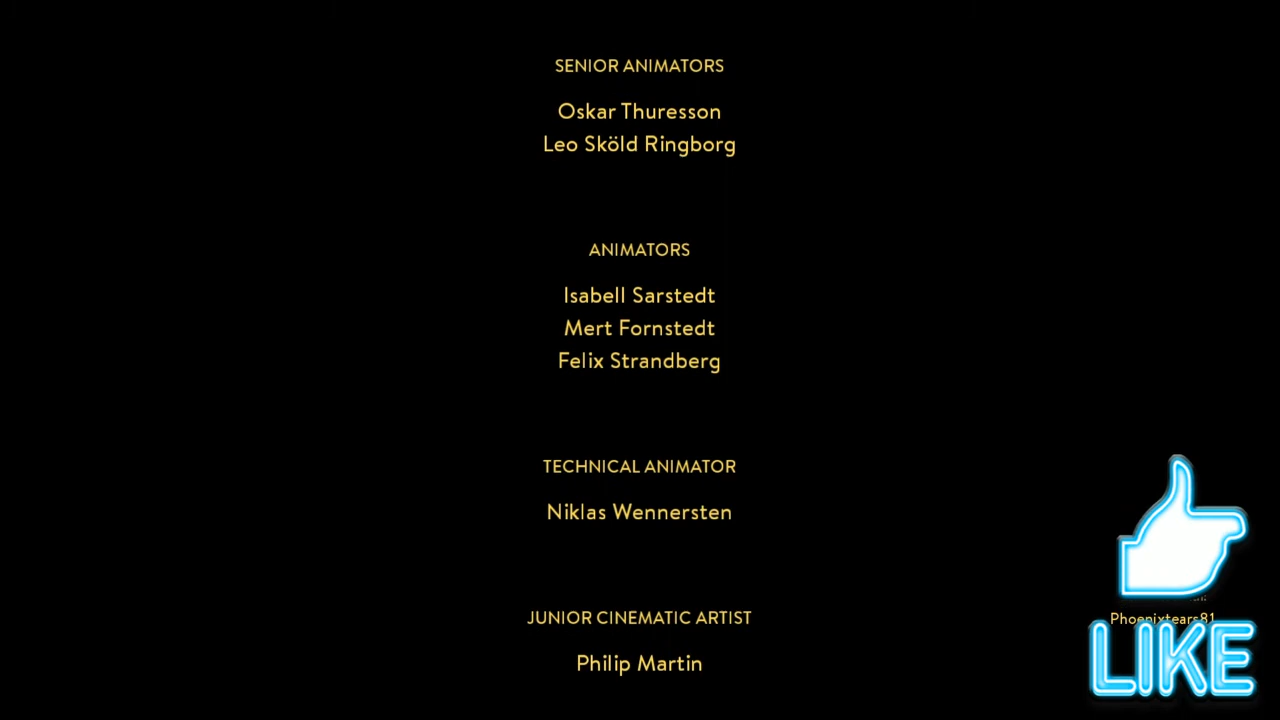 SENIOR ANIMATORS
Oskar Thuresson
Leo Sköld Ringborg
ANIMATORS
Isabell Sarstedt
Mert Fornstedt
Felix Strandberg
TECHNICAL ANIMATOR
Niklas Wennersten
JUNIOR CINEMATIC ARTIST
Philip Martin
Phoenixtears81
LIKE